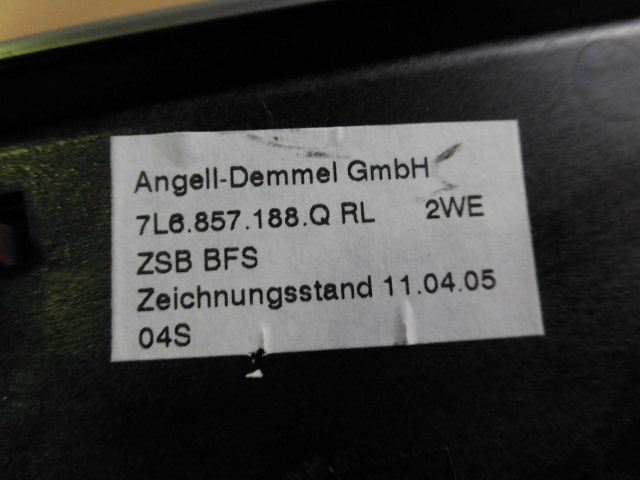 Angell-Demmel GmbH
7L6.857.188.Q RL 2WE
ZSB BFS
Zeichnungsstand 11.04.05
04S